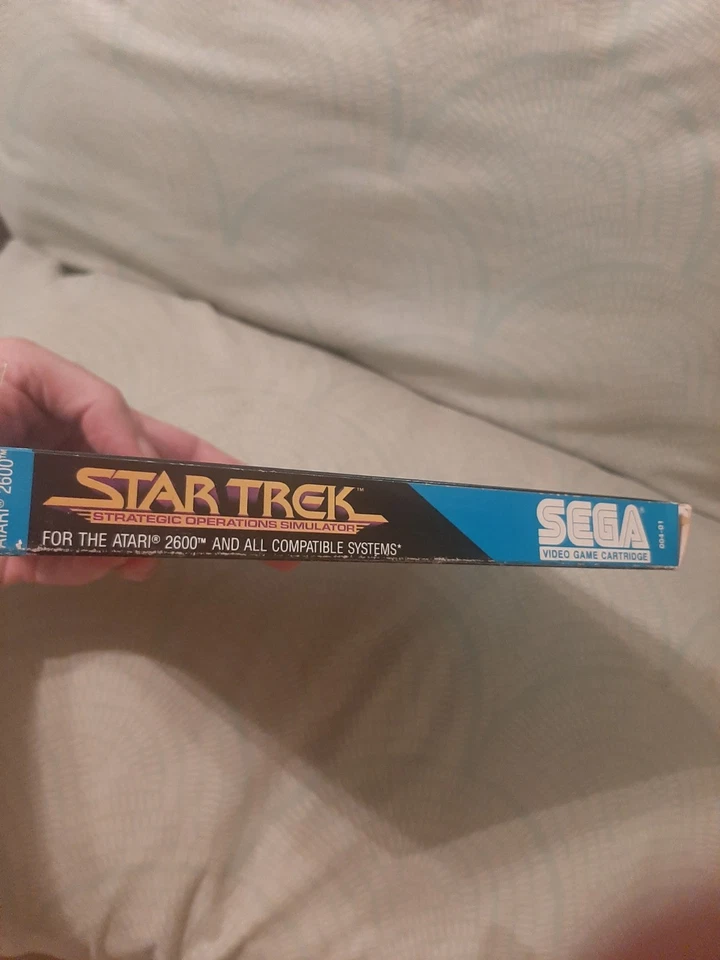 ATARI® 2600™
STAR TREK™
STRATEGIC OPERATIONS SIMULATOR
FOR THE ATARI® 2600™ AND ALL COMPATIBLE SYSTEMS*
SEGA®
VIDEO GAME CARTRIDGE
004-01